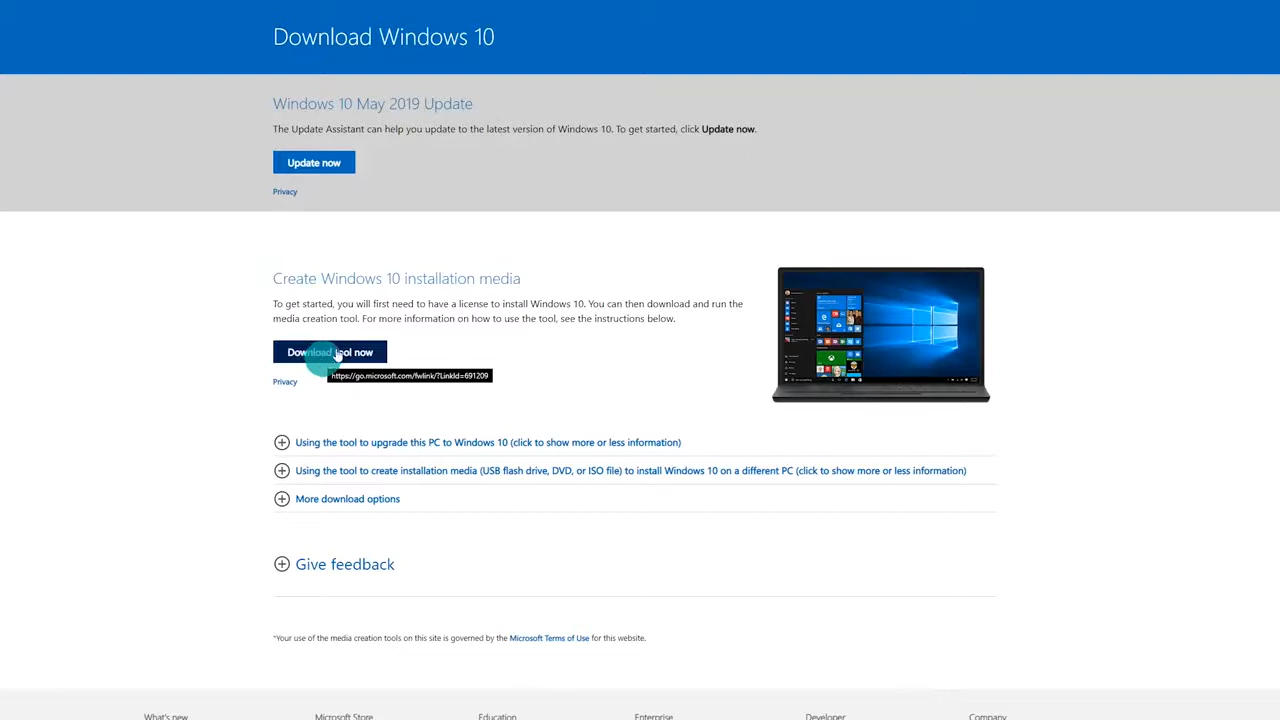 Download Windows 10
Windows 10 May 2019 Update
The Update Assistant can help you update to the latest version of Windows 10. To get started, click Update now.
Update now
Privacy
Create Windows 10 installation media
To get started, you will first need to have a license to install Windows 10. You can then download and run the
media creation tool. For more information on how to use the tool, see the instructions below.
Download tool now
https://go.microsoft.com/fwlink/?LinkId=691209
Privacy
Using the tool to upgrade this PC to Windows 10 (click to show more or less information)
Using the tool to create installation media (USB flash drive, DVD, or ISO file) to install Windows 10 on a different PC (click to show more or less information)
More download options
Give feedback
*Your use of the media creation tools on this site is governed by the Microsoft Terms of Use for this website.
What's new Microsoft Store Education Enterprise Developer Company